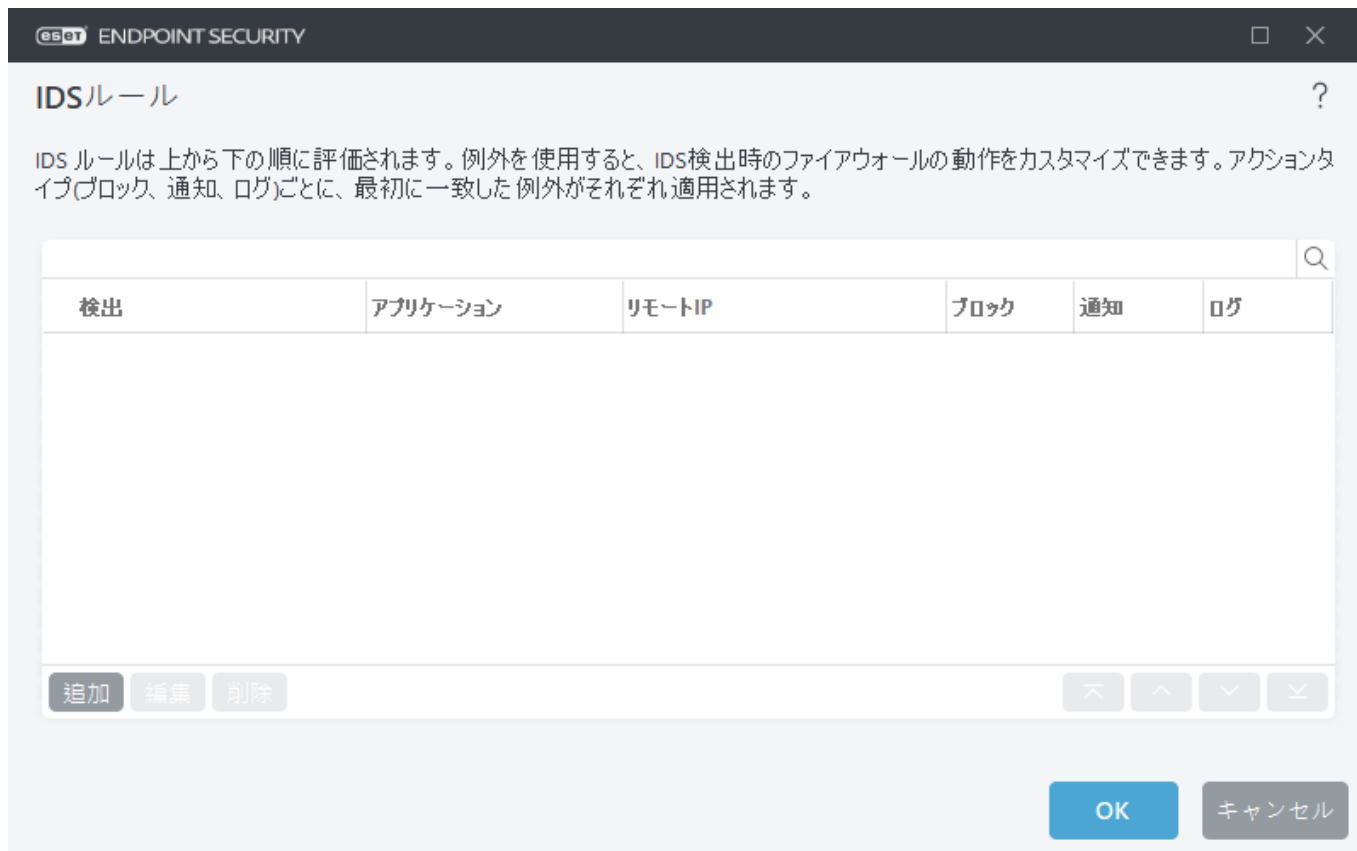 eset ENDPOINT SECURITY
IDSルール
?
IDS ルールは上から下の順に評価されます。例外を使用すると、IDS検出時のファイアウォールの動作をカスタマイズできます。アクションタ
イプ(ブロック、通知、ログ)ごとに、最初に一致した例外がそれぞれ適用されます。
検出 アプリケーション リモートIP ブロック 通知 ログ
追加 編集 削除
OK キャンセル